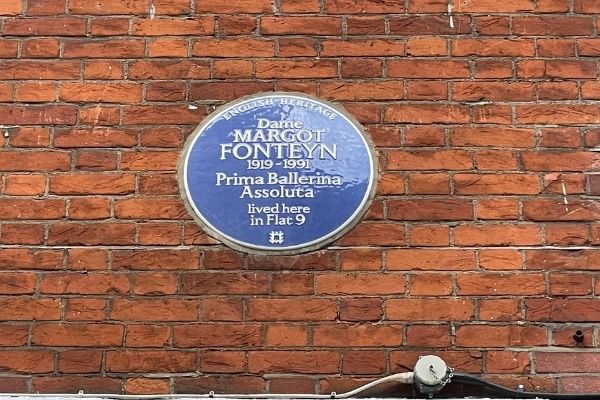 ENGLISH HERITAGE
Dame
MARGOT
FONTEYN
1919-1991
Prima Ballerina
Assoluta
lived here
in Flat 9